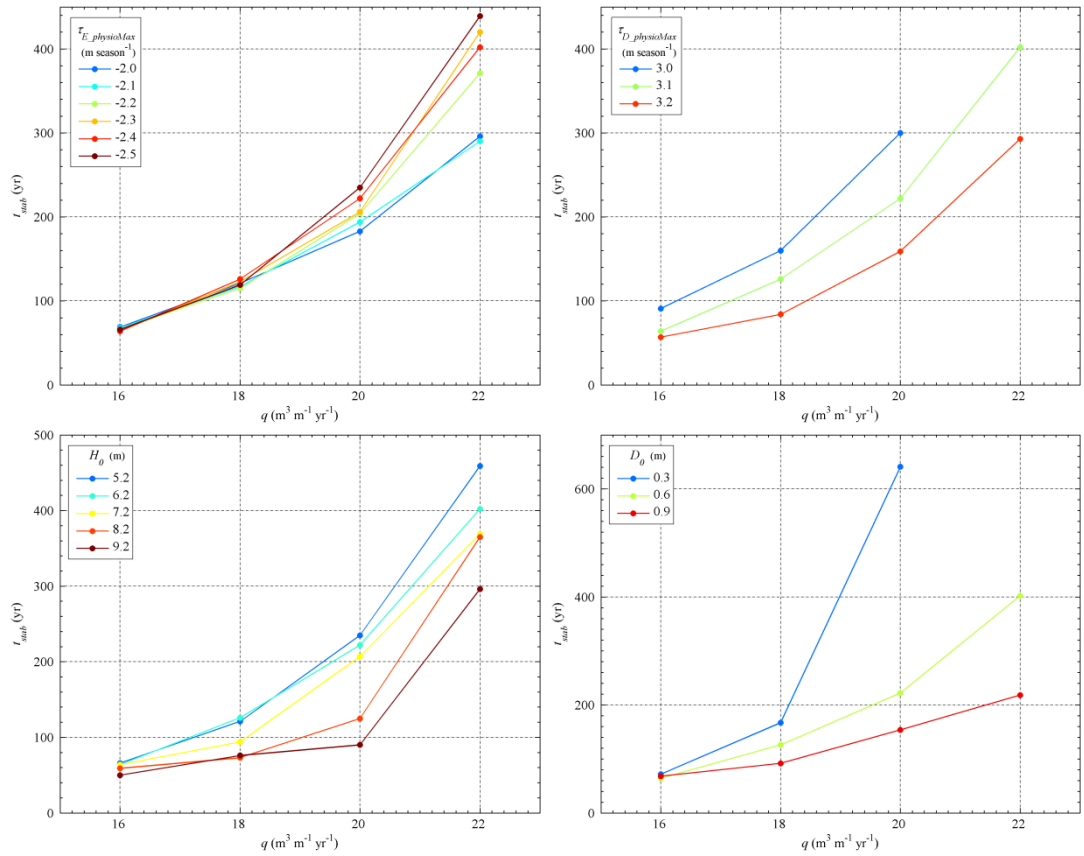 τE_physioMax
(m season-1)
-2.0
-2.1
-2.2
-2.3
-2.4
-2.5
400
300
200
100
0
tstab (yr)
16 18 20 22
q (m3 m-1 yr-1)
τD_physioMax
(m season-1)
3.0
3.1
3.2
400
300
200
100
0
tstab (yr)
16 18 20 22
q (m3 m-1 yr-1)
H0 (m)
5.2
6.2
7.2
8.2
9.2
500
400
300
200
100
0
tstab (yr)
16 18 20 22
q (m3 m-1 yr-1)
D0 (m)
0.3
0.6
0.9
600
400
200
0
tstab (yr)
16 18 20 22
q (m3 m-1 yr-1)